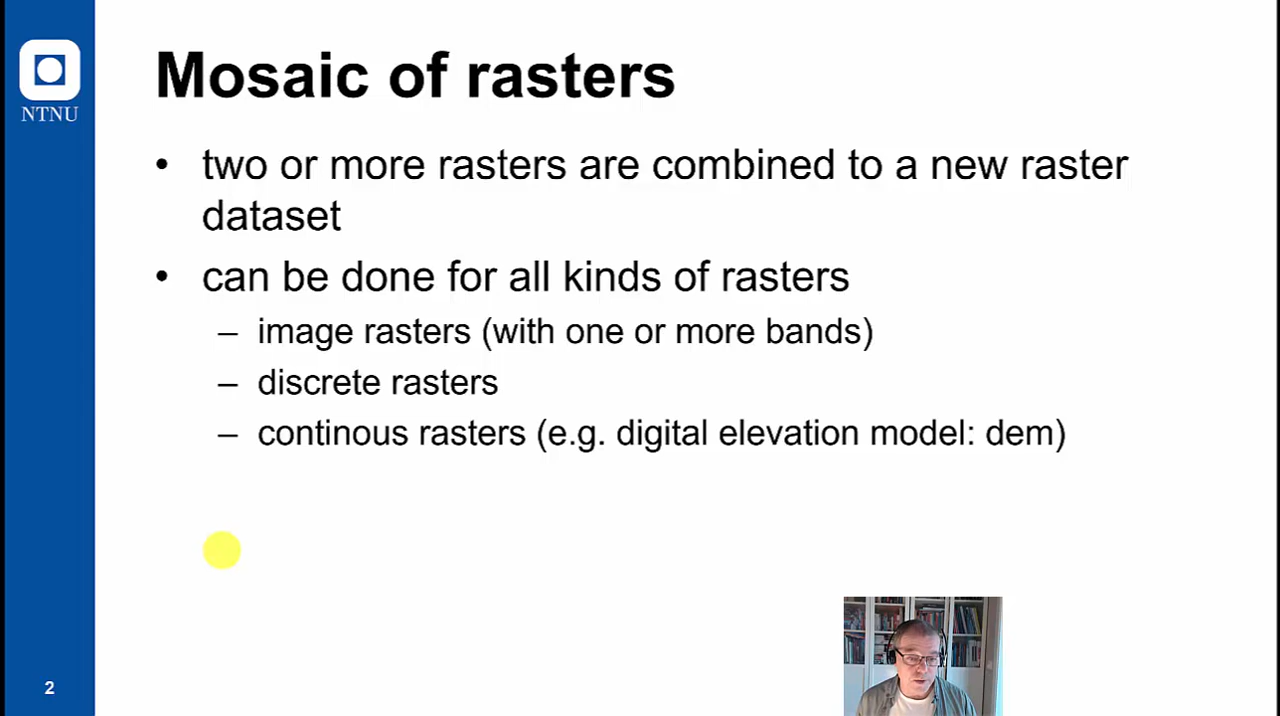 Mosaic of rasters
NTNU
• two or more rasters are combined to a new raster
dataset
• can be done for all kinds of rasters
– image rasters (with one or more bands)
– discrete rasters
– continous rasters (e.g. digital elevation model: dem)
2